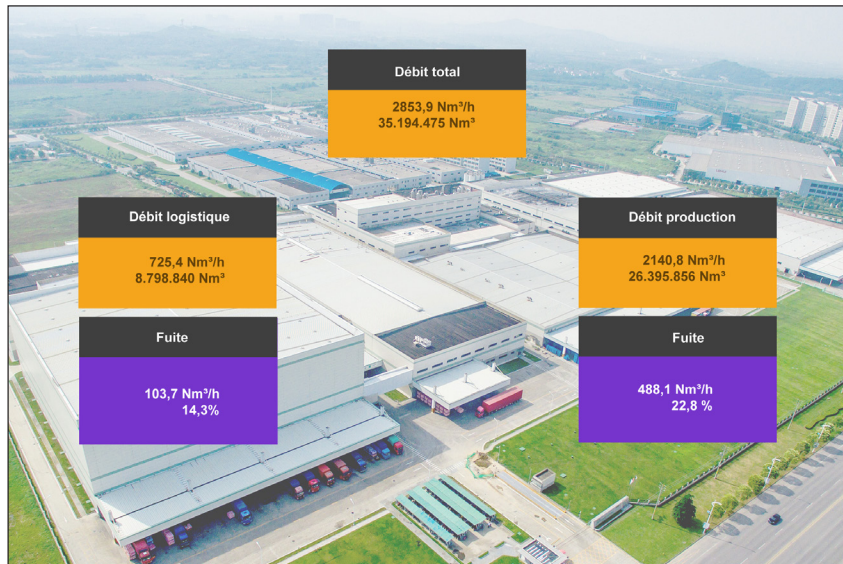 Débit total
2853,9 Nm³/h
35.194.475 Nm³
Débit logistique
725,4 Nm³/h
8.798.840 Nm³
Fuite
103,7 Nm³/h
14,3%
Débit production
2140,8 Nm³/h
26.395.856 Nm³
Fuite
488,1 Nm³/h
22,8 %